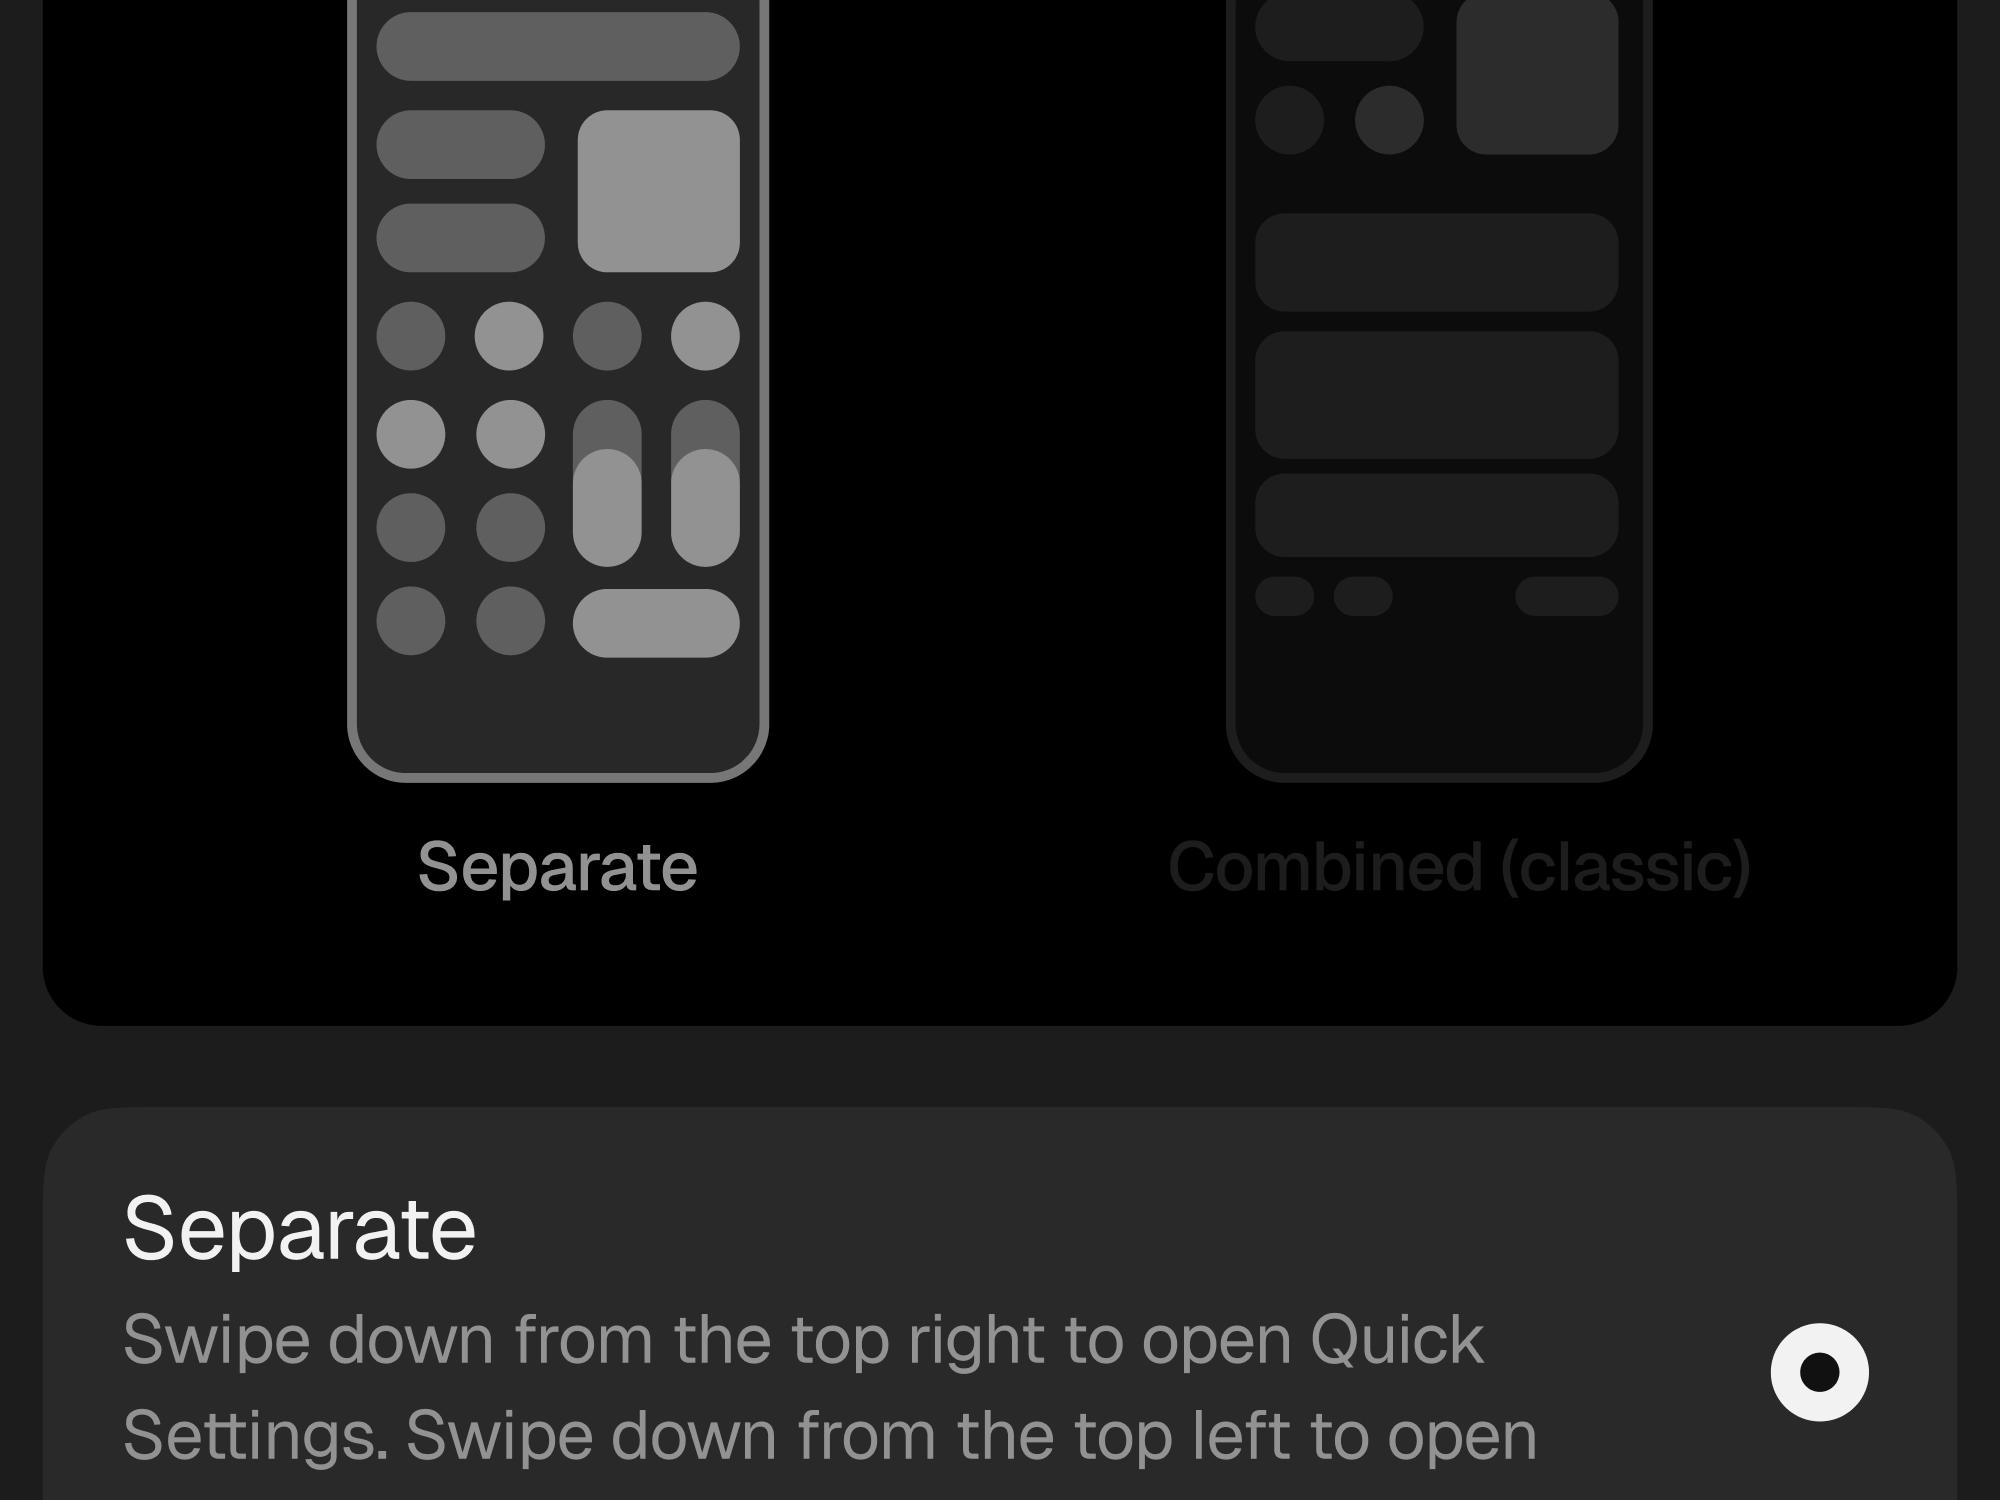 Separate
Combined (classic)
Separate
Swipe down from the top right to open Quick
Settings. Swipe down from the top left to open